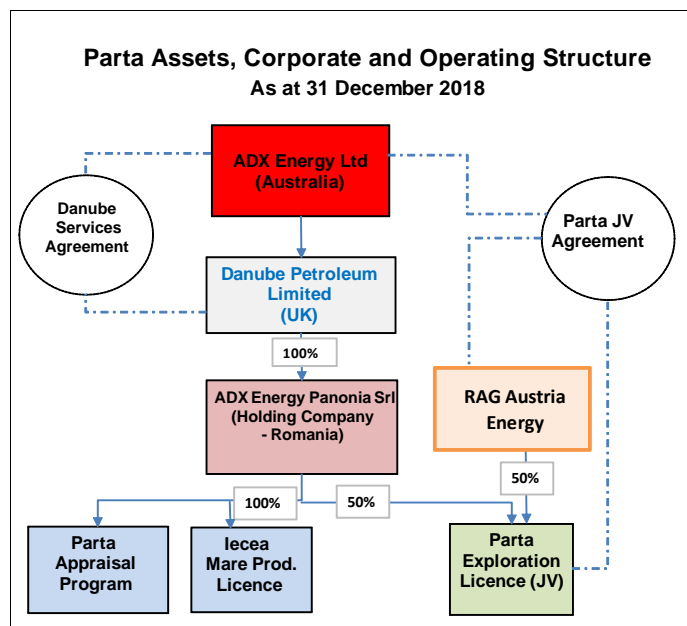 Parta Assets, Corporate and Operating Structure
As at 31 December 2018
ADX Energy Ltd
(Australia)
Danube
Services
Agreement
Parta JV
Agreement
Danube Petroleum
Limited
(UK)
100%
ADX Energy Panonia Srl
(Holding Company
- Romania)
RAG Austria
Energy
50%
100%
50%
Parta
Appraisal
Program
Iecea
Mare Prod.
Licence
Parta
Exploration
Licence (JV)